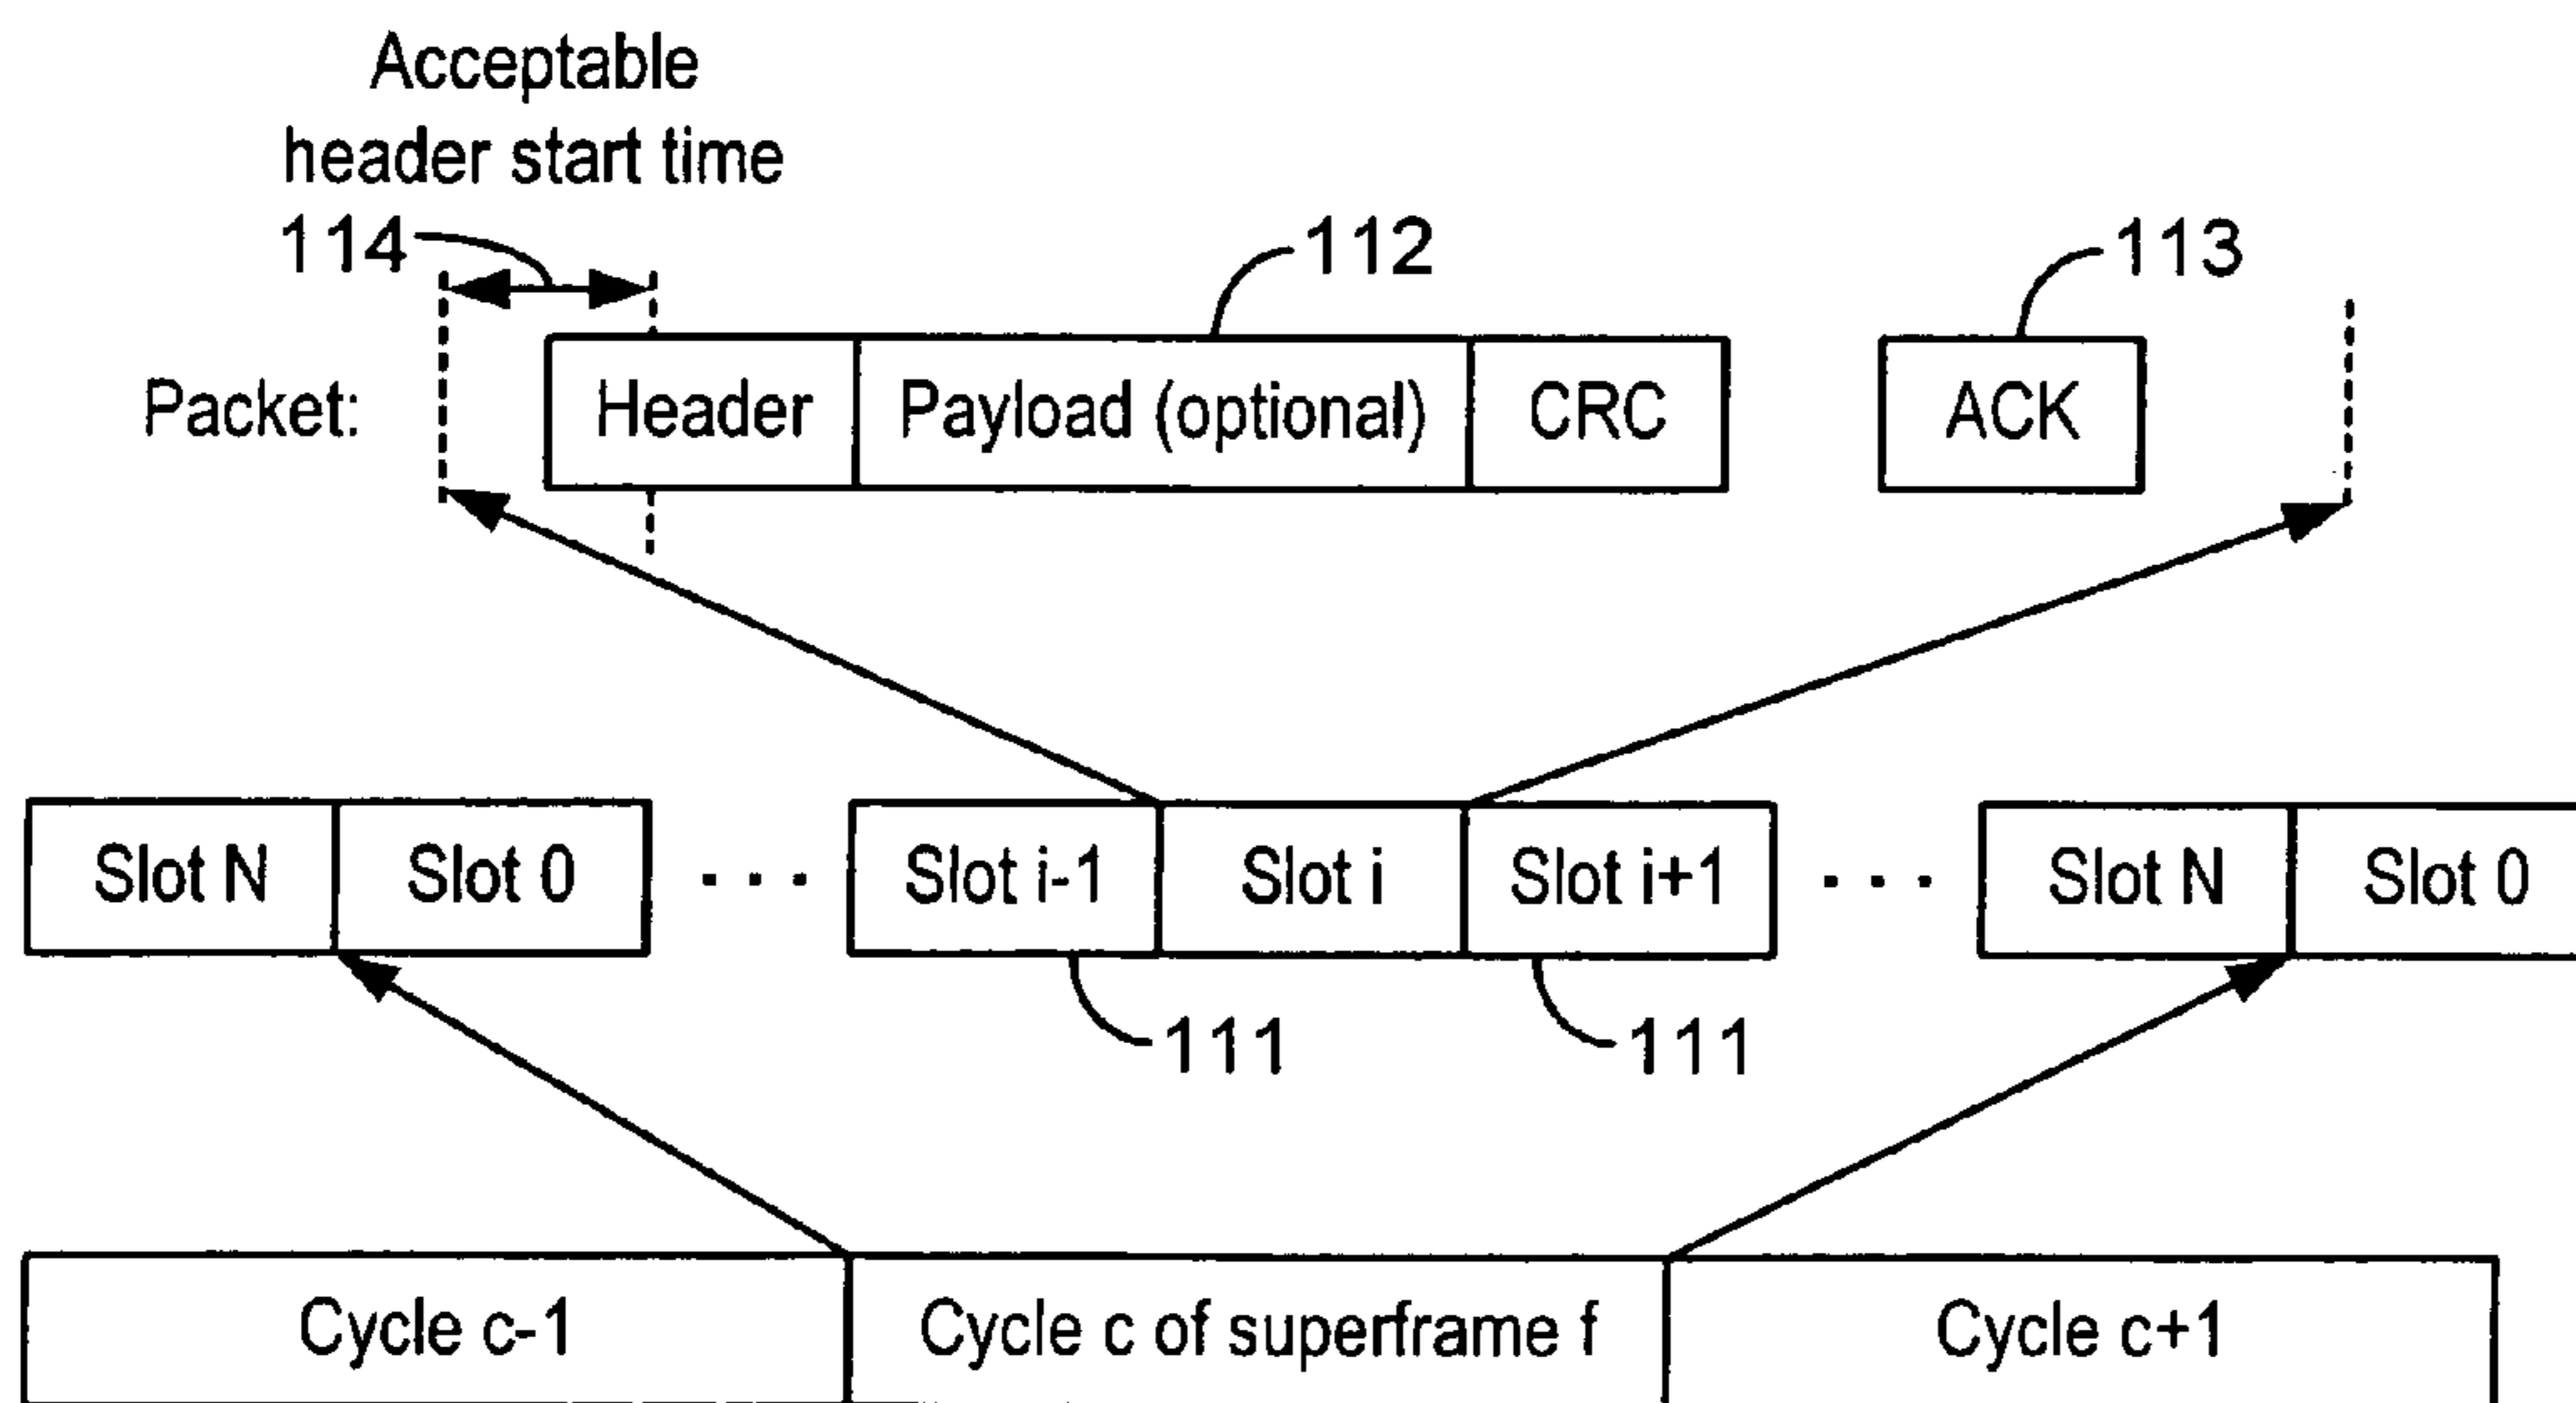 Acceptable
header start time
114
112
113
Packet:
Header
Payload (optional)
CRC
ACK
Slot N
Slot 0
. . .
Slot i-1
Slot i
Slot i+1
. . .
Slot N
Slot 0
111
111
Cycle c-1
Cycle c of superframe f
Cycle c+1